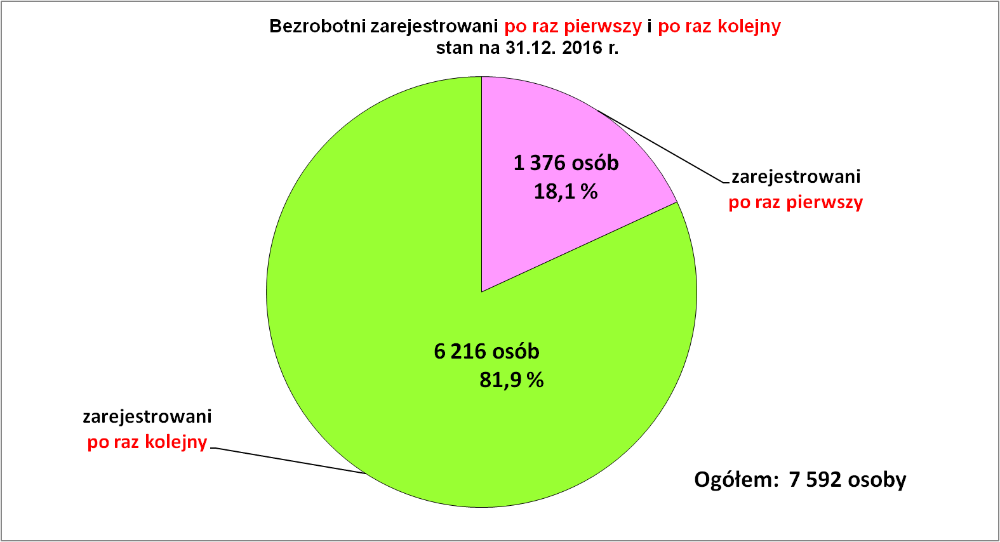 Bezrobotni zarejestrowani po raz pierwszy i po raz kolejny
stan na 31.12. 2016 r.
1 376 osób
18,1 %
zarejestrowani
po raz pierwszy
6 216 osób
81,9 %
zarejestrowani
po raz kolejny
Ogółem: 7 592 osoby